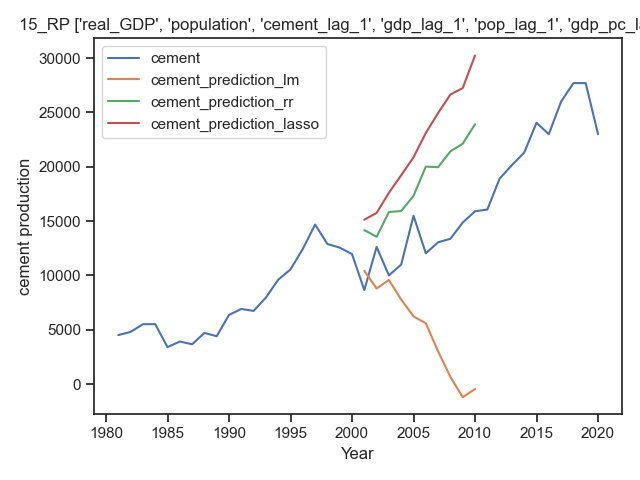 15_RP ['real_GDP', 'population', 'cement_lag_1', 'gdp_lag_1', 'pop_lag_1', 'gdp_pc_la
cement
cement_prediction_lm
cement_prediction_rr
cement_prediction_lasso
cement production
30000
25000
20000
15000
10000
5000
0
1980 1985 1990 1995 2000 2005 2010 2015 2020
Year